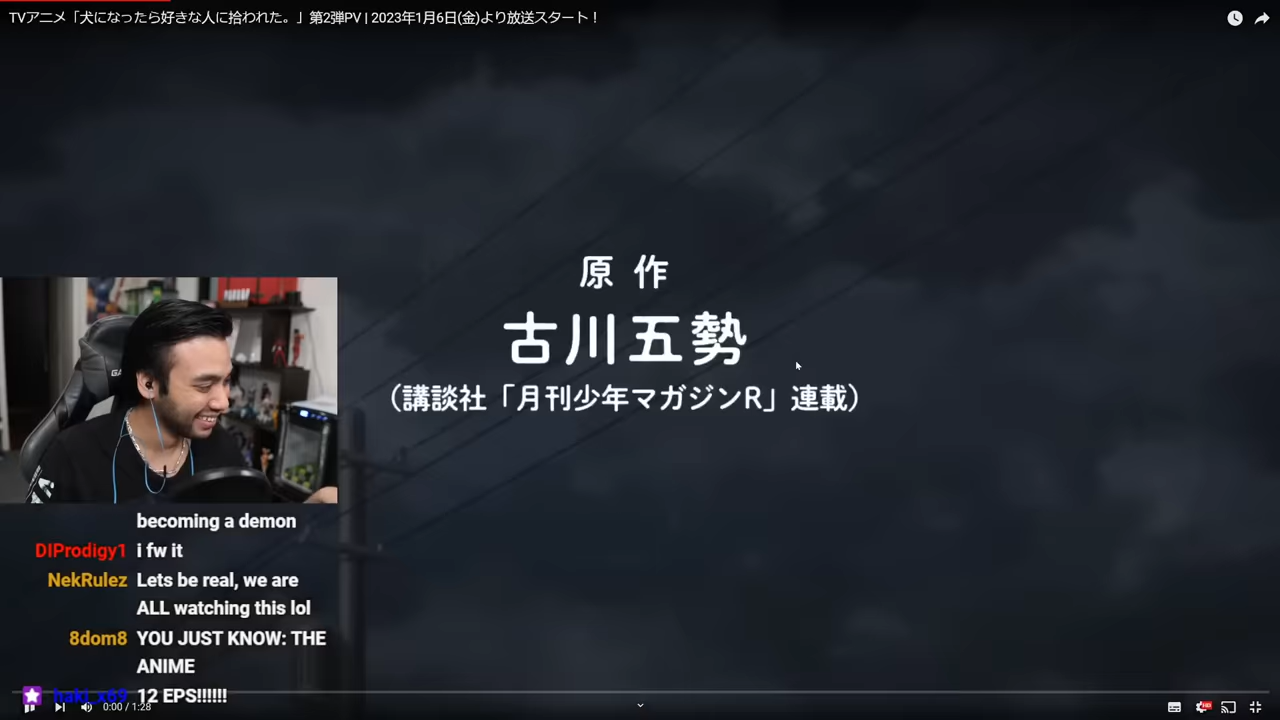 TVアニメ「犬になったら好きな人に拾われた。」第2弾PV | 2023年1月6日(金)より放送スタート！
原作
古川五勢
（講談社「月刊少年マガジンR」連載）
becoming a demon
DIProdigy1 i fw it
NekRulez Lets be real, we are
ALL watching this lol
8dom8 YOU JUST KNOW: THE
ANIME
haki_x69 12 EPS!!!!!!
0:00 / 1:28
HD